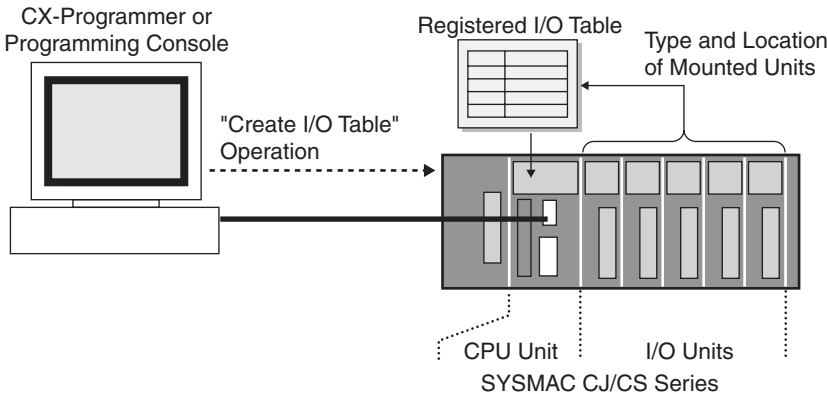 CX-Programmer or
Programming Console
Registered I/O Table
Type and Location
of Mounted Units
"Create I/O Table"
Operation
CPU Unit
I/O Units
SYSMAC CJ/CS Series